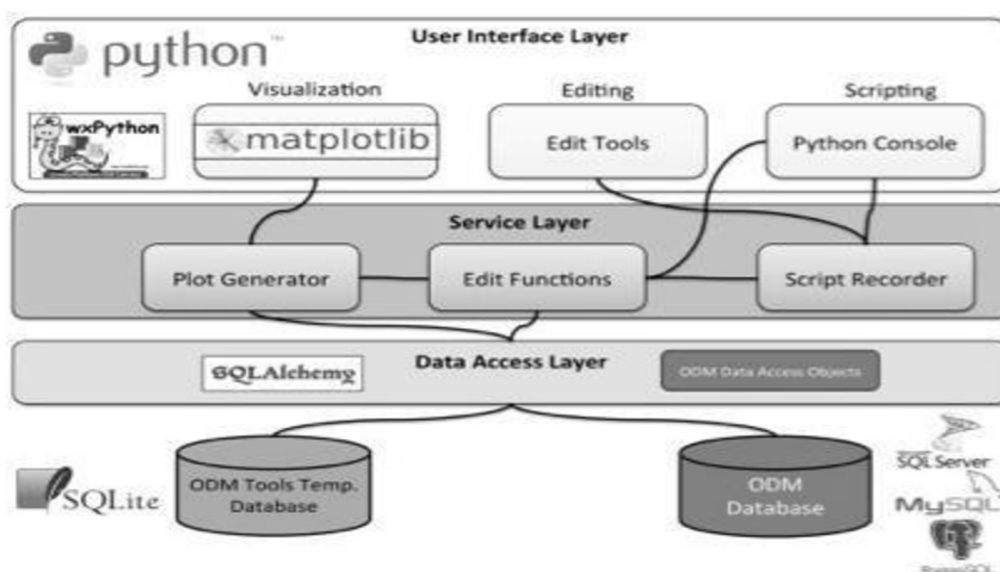 User Interface Layer
python™
Visualization
Editing
Scripting
wxPython
matplotlib
Edit Tools
Python Console
Service Layer
Plot Generator
Edit Functions
Script Recorder
Data Access Layer
SQLAlchemy
ODM Data Access Objects
SQLite
ODM Tools Temp.
Database
ODM
Database
SQL Server
MySQL